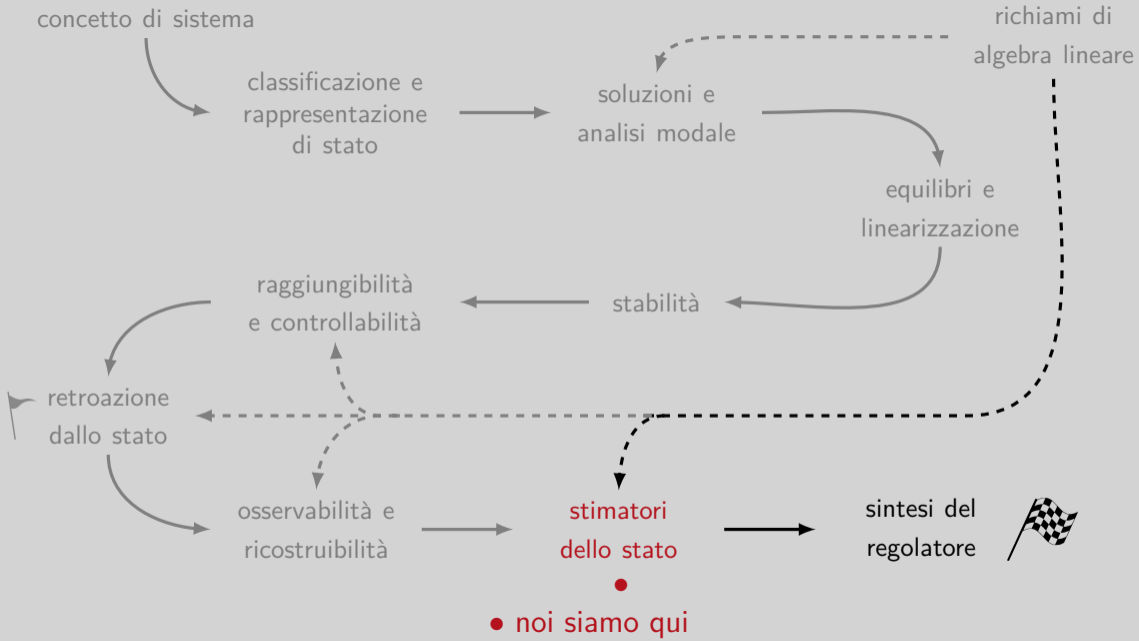 concetto di sistema
richiami di
algebra lineare
classificazione e
rappresentazione
di stato
soluzioni e
analisi modale
equilibri e
linearizzazione
raggiungibilità
e controllabilità
stabilità
retroazione
dallo stato
osservabilità e
ricostruibilità
stimatori
dello stato
sintesi del
regolatore
• noi siamo qui